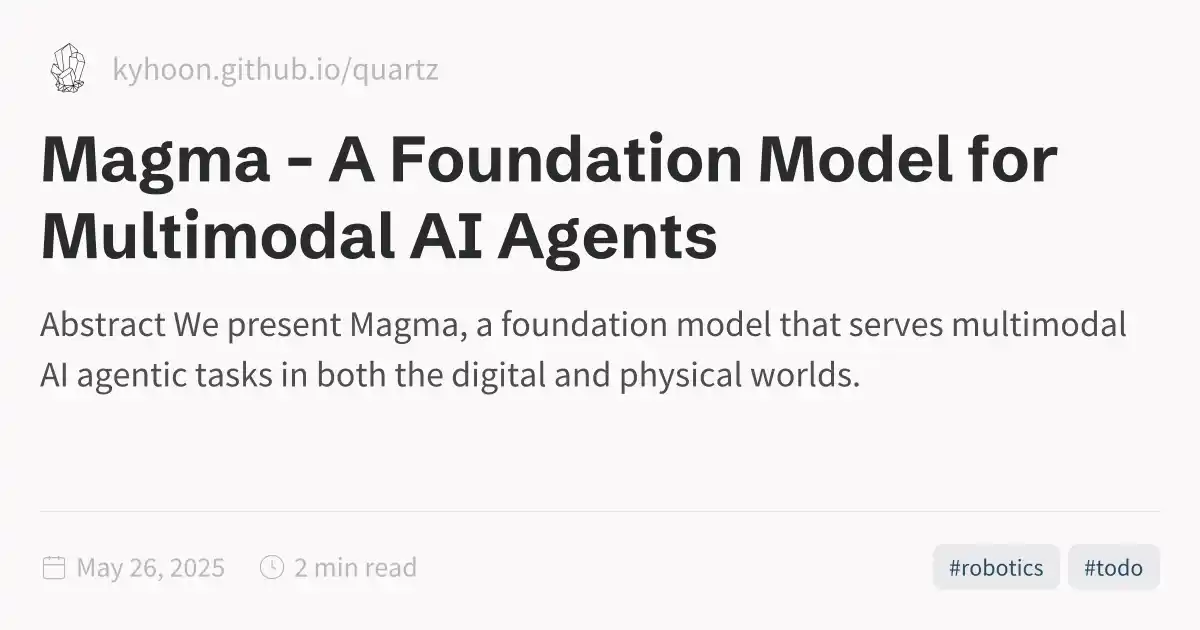 kyhoon.github.io/quartz
Magma - A Foundation Model for
Multimodal AI Agents
Abstract We present Magma, a foundation model that serves multimodal
AI agentic tasks in both the digital and physical worlds.
May 26, 2025 2 min read #robotics #todo